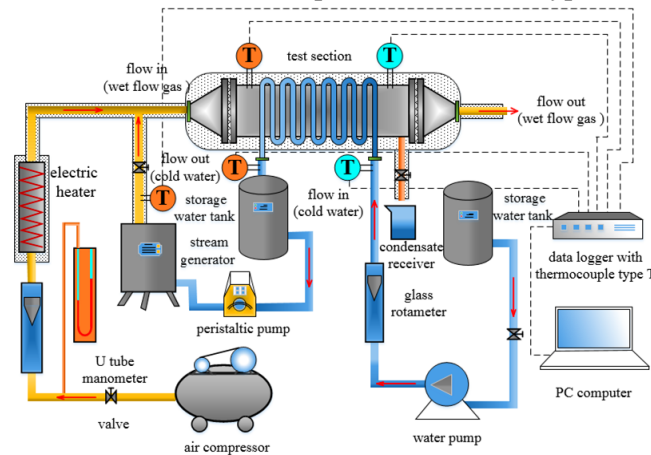 T
T
test section
flow in
(wet flow gas)
flow out
(wet flow gas )
electric
heater
flow out
(cold water)
T
T
flow in
(cold water)
storage
water tank
storage
water tank
stream
generator
condensate
receiver
data logger with
thermocouple type T
glass
rotameter
peristaltic pump
U tube
manometer
valve
air compressor
water pump
PC computer
T